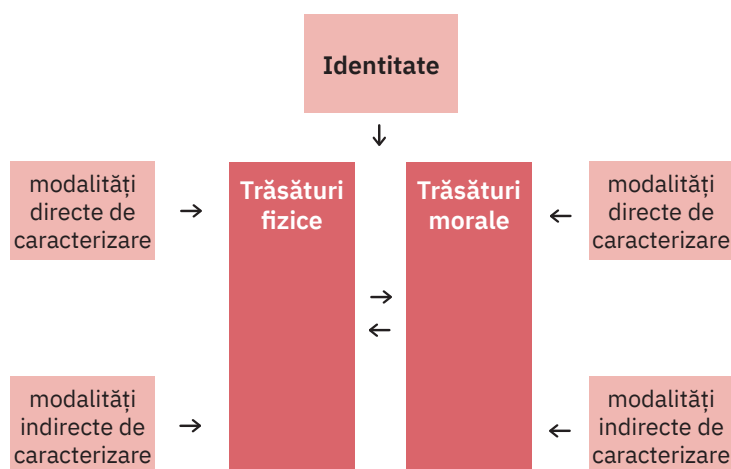 Identitate
modalități
directe de
caracterizare
Trăsături
fizice
Trăsături
morale
modalități
directe de
caracterizare
modalități
indirecte de
caracterizare
modalități
indirecte de
caracterizare